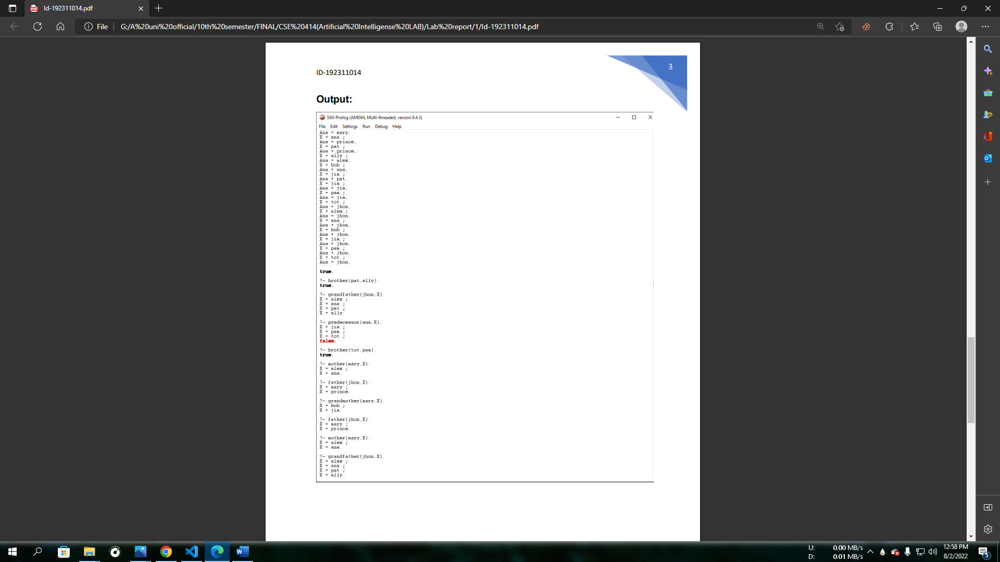 Id-192311014.pdf
File
G:/A%20uni%20official/10th%20semester/FINAL/CSE%20414(Artificial%20Intelligense%20LAB)/Lab%20report/1/Id-192311014.pdf
3
ID-192311014
Output:
SWI-Prolog (AMD64, Multi-threaded, version 8.4.3)
File Edit Settings Run Debug Help
Ana = mary,
X = ana ;
Ana = prince,
X = pat ;
Ana = prince,
X = ally ;
Ana = alex,
X = bob ;
Ana = ana,
X = jim ;
Ana = pat,
X = jim ;
Ana = jim,
X = pam ;
Ana = jim,
X = tot ;
Ana = jhon,
X = alex ;
Ana = jhon,
X = ana ;
Ana = jhon,
X = bob ;
Ana = jhon,
X = jim ;
Ana = jhon,
X = pam ;
Ana = jhon,
X = tot ;
Ana = jhon,
true.
?- brother(pat,ally).
true.
?- grandfather(jhon,X).
X = alex ;
X = ana ;
X = pat ;
X = ally.
?- predecessor(ana,X).
X = jim ;
X = pam ;
X = tot ;
false.
?- brother(tot,pam).
true.
?- mother(mary,X).
X = alex ;
X = ana.
?- father(jhon,X).
X = mary ;
X = prince.
?- grandmother(mary,X).
X = bob ;
X = jim.
?- father(jhon,X).
X = mary ;
X = prince.
?- mother(mary,X).
X = alex ;
X = ana.
?- grandfather(jhon,X).
X = alex ;
X = ana ;
X = pat ;
X = ally.
U: 0.00 MB/s
D: 0.01 MB/s
12:58 PM
8/2/2022
5